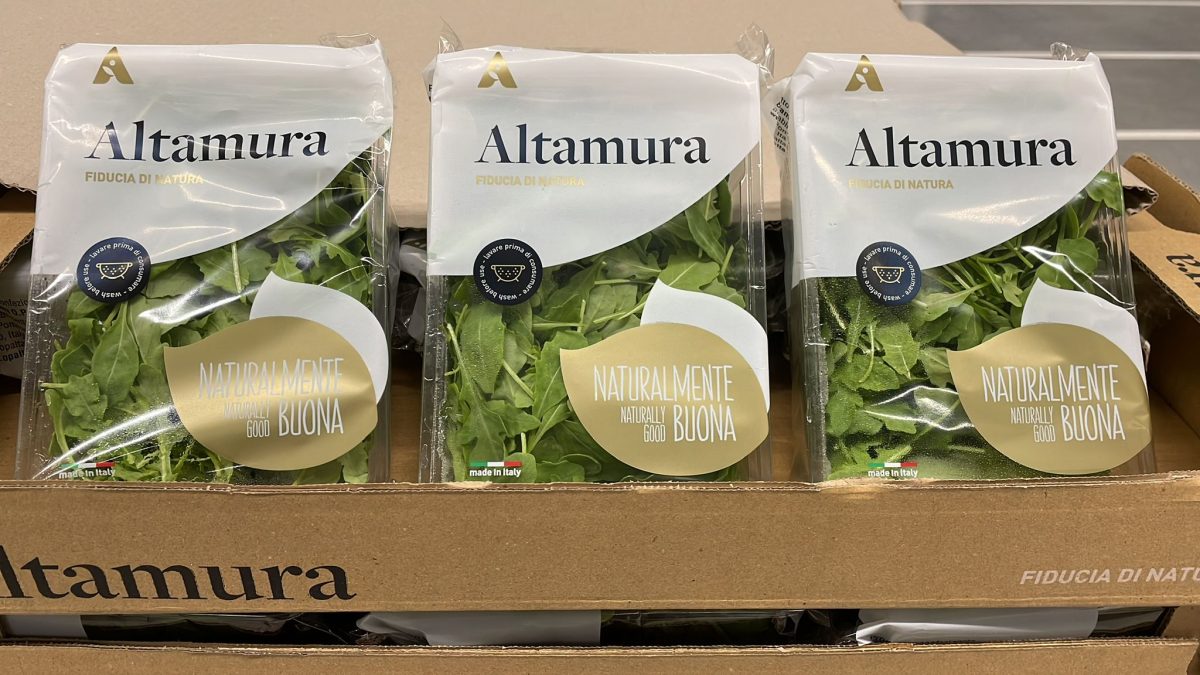 Altamura
FIDUCIA DI NATURA
lavare prima di consumare - wash before use -
NATURALMENTE
NATURALLY
GOOD BUONA
made in Italy
Altamura
FIDUCIA DI NATURA
lavare prima di consumare - wash before use -
NATURALMENTE
NATURALLY
GOOD BUONA
made in Italy
Altamura
FIDUCIA DI NATURA
lavare prima di consumare - wash before use -
NATURALMENTE
NATURALLY
GOOD BUONA
made in Italy
Altamura
FIDUCIA DI NATU